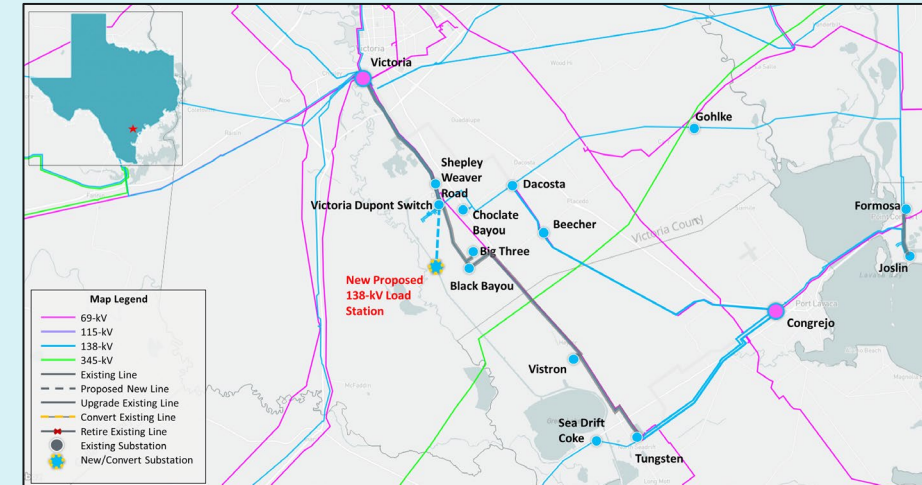 Victoria
Victoria
Gohlke
Shepley
Weaver
Road
Dacosta
Victoria Dupont Switch
Choclate
Bayou
Beecher
Victoria County
Formosa
Big Three
Joslin
New Proposed
138-kV Load
Station
Black Bayou
Port Lavaca
Congrejo
Map Legend
69-kV
115-kV
138-kV
345-kV
Existing Line
Proposed New Line
Upgrade Existing Line
Convert Existing Line
Retire Existing Line
Existing Substation
New/Convert Substation
Vistron
Sea Drift
Coke
Tungsten